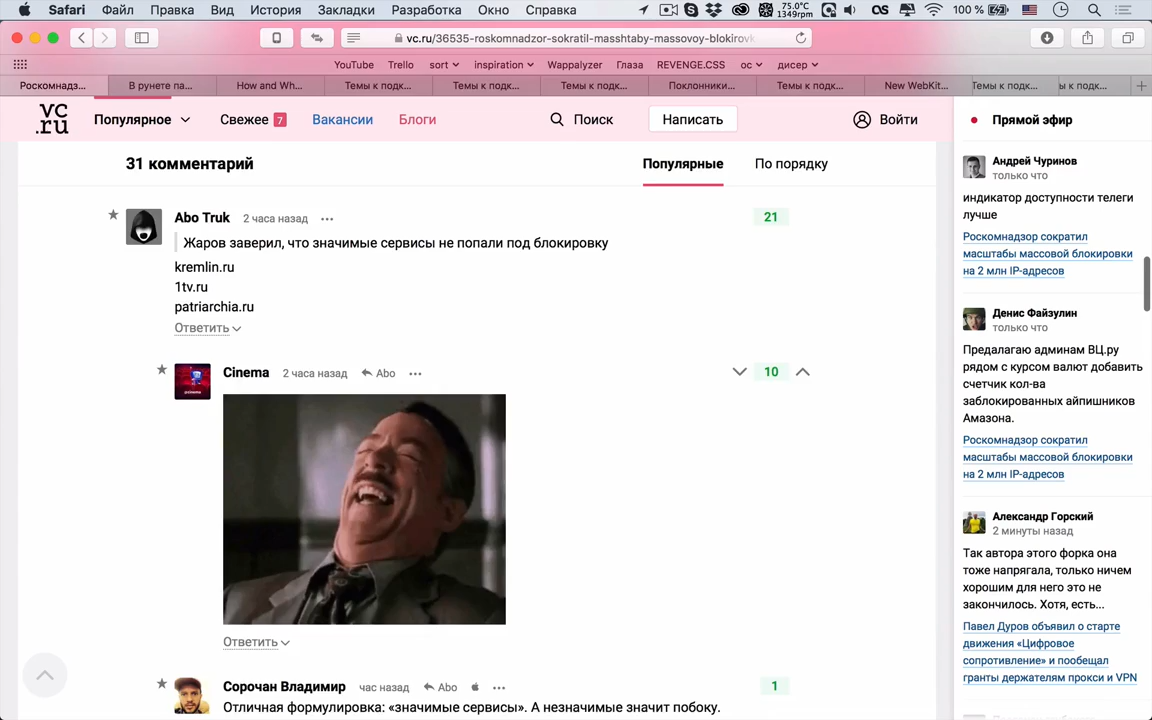 Safari Файл Правка Вид История Закладки Разработка Окно Справка 75.0°C 1349rpm 100 %
vc.ru/36535-roskomnadzor-sokratil-masshtaby-massovoy-blokirovk
YouTube Trello sort inspiration Wappalyzer Глаза REVENGE.CSS ос дисер
Роскомнадз... В рунете па... How and Wh... Темы к подк... Темы к подк... Темы к подк... Поклонники... Темы к подк... New WebKit... Темы к подк... ы к подк...
vc.ru Популярное Свежее 7 Вакансии Блоги Поиск Написать Войти
31 комментарий Популярные По порядку
Abo Truk 2 часа назад 21
Жаров заверил, что значимые сервисы не попали под блокировку
kremlin.ru
1tv.ru
patriarchia.ru
Ответить
Cinema 2 часа назад Abo 10
Ответить
Сорочан Владимир час назад Abo 1
Отличная формулировка: «значимые сервисы». А незначимые значит побоку.
Прямой эфир
Андрей Чуринов
только что
индикатор доступности телеги
лучше
Роскомнадзор сократил
масштабы массовой блокировки
на 2 млн IP-адресов
Денис Файзулин
только что
Предалагаю админам ВЦ.ру
рядом с курсом валют добавить
счетчик кол-ва
заблокированных айпишников
Амазона.
Роскомнадзор сократил
масштабы массовой блокировки
на 2 млн IP-адресов
Александр Горский
2 минуты назад
Так автора этого форка она
тоже напрягала, только ничем
хорошим для него это не
закончилось. Хотя, есть...
Павел Дуров объявил о старте
движения «Цифровое
сопротивление» и пообещал
гранты держателям прокси и VPN